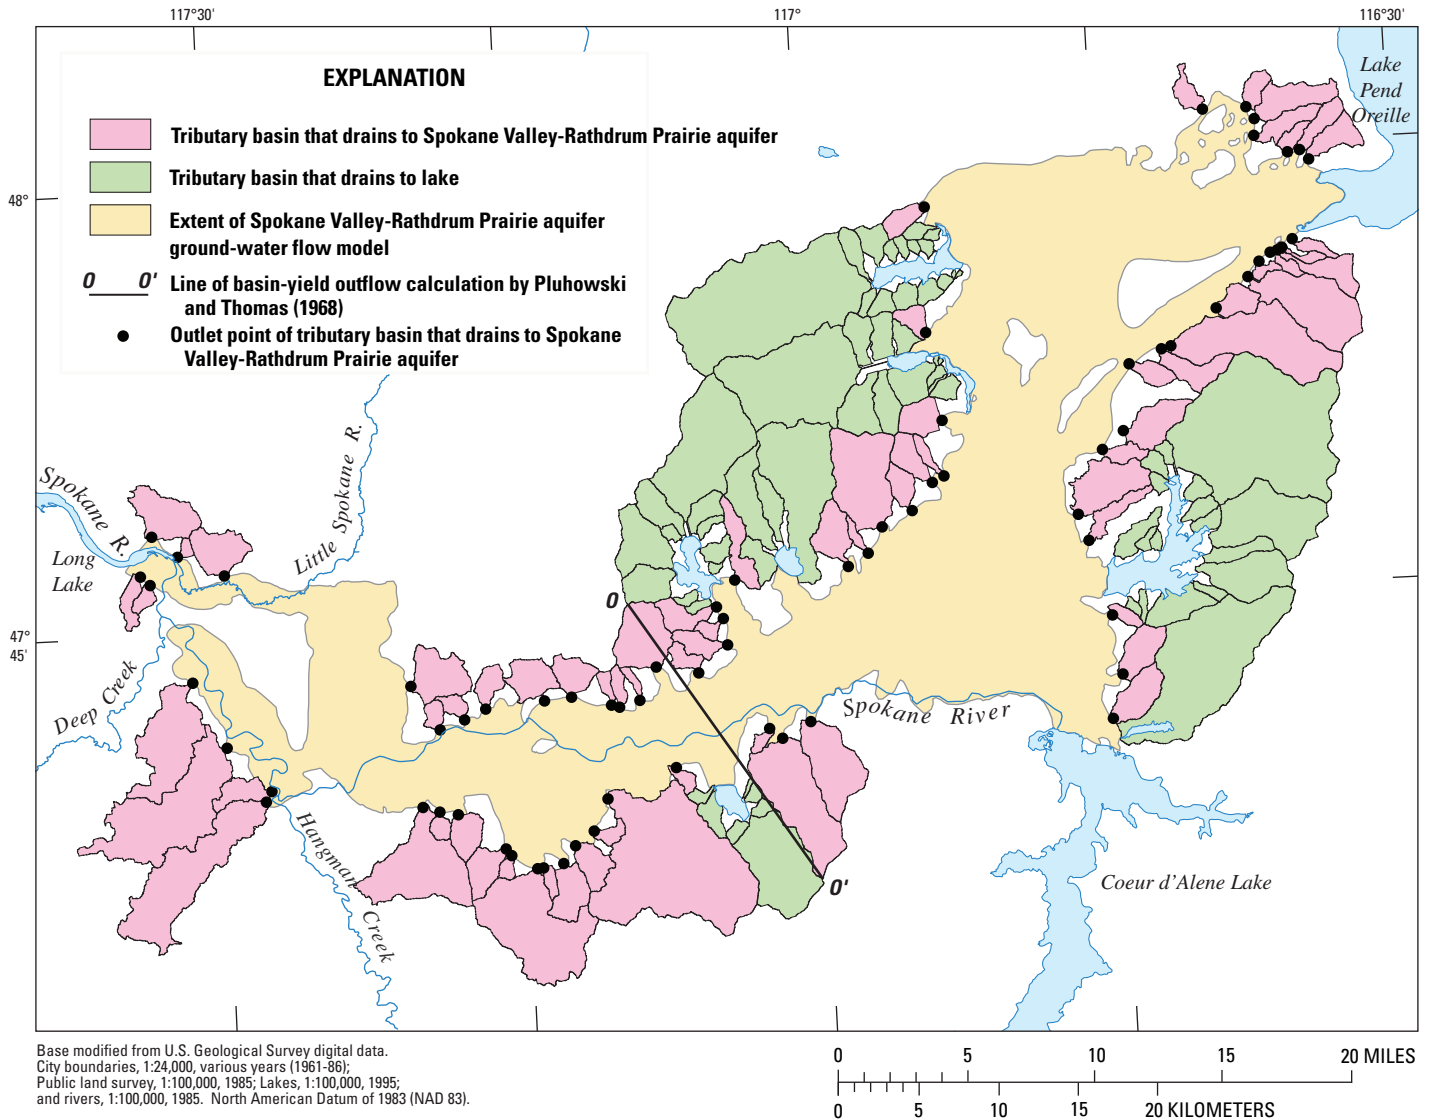 117°30'
117°
116°30'
EXPLANATION
Tributary basin that drains to Spokane Valley-Rathdrum Prairie aquifer
Tributary basin that drains to lake
Extent of Spokane Valley-Rathdrum Prairie aquifer
ground-water flow model
O O' Line of basin-yield outflow calculation by Pluhowski
and Thomas (1968)
Outlet point of tributary basin that drains to Spokane
Valley-Rathdrum Prairie aquifer
Lake
Pend
Oreille
48°
Spokane R.
Long
Lake
Little Spokane R.
O
47°
45'
Deep Creek
Spokane River
Hangman Creek
O'
Coeur d'Alene Lake
Base modified from U.S. Geological Survey digital data.
City boundaries, 1:24,000, various years (1961-86);
Public land survey, 1:100,000, 1985; Lakes, 1:100,000, 1995;
and rivers, 1:100,000, 1985. North American Datum of 1983 (NAD 83).
0 5 10 15 20 MILES
0 5 10 15 20 KILOMETERS